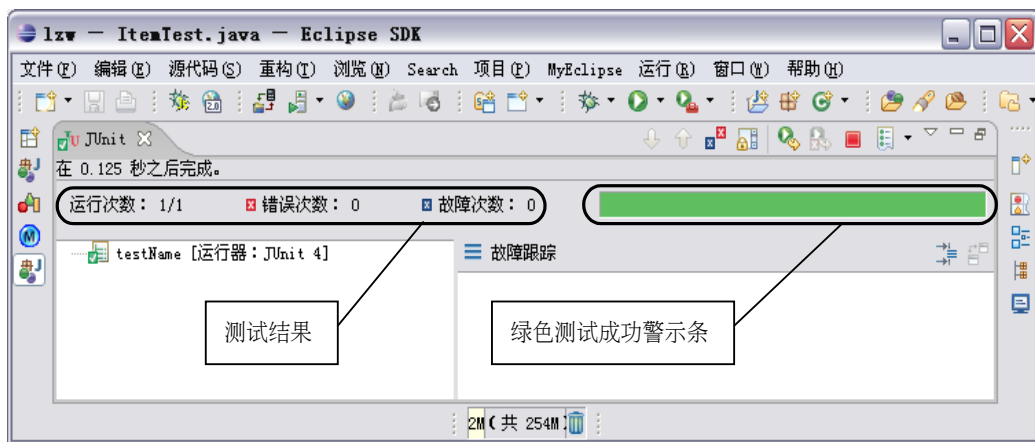 lzw — ItemTest.java — Eclipse SDK
文件(F) 编辑(E) 源代码(S) 重构(T) 浏览(N) Search 项目(P) MyEclipse 运行(R) 窗口(W) 帮助(H)
2.0
JU JUnit
在 0.125 秒之后完成。
运行次数： 1/1 错误次数： 0 故障次数： 0
testName [运行器：JUnit 4] 故障跟踪
测试结果 绿色测试成功警示条
2M(共 254M)